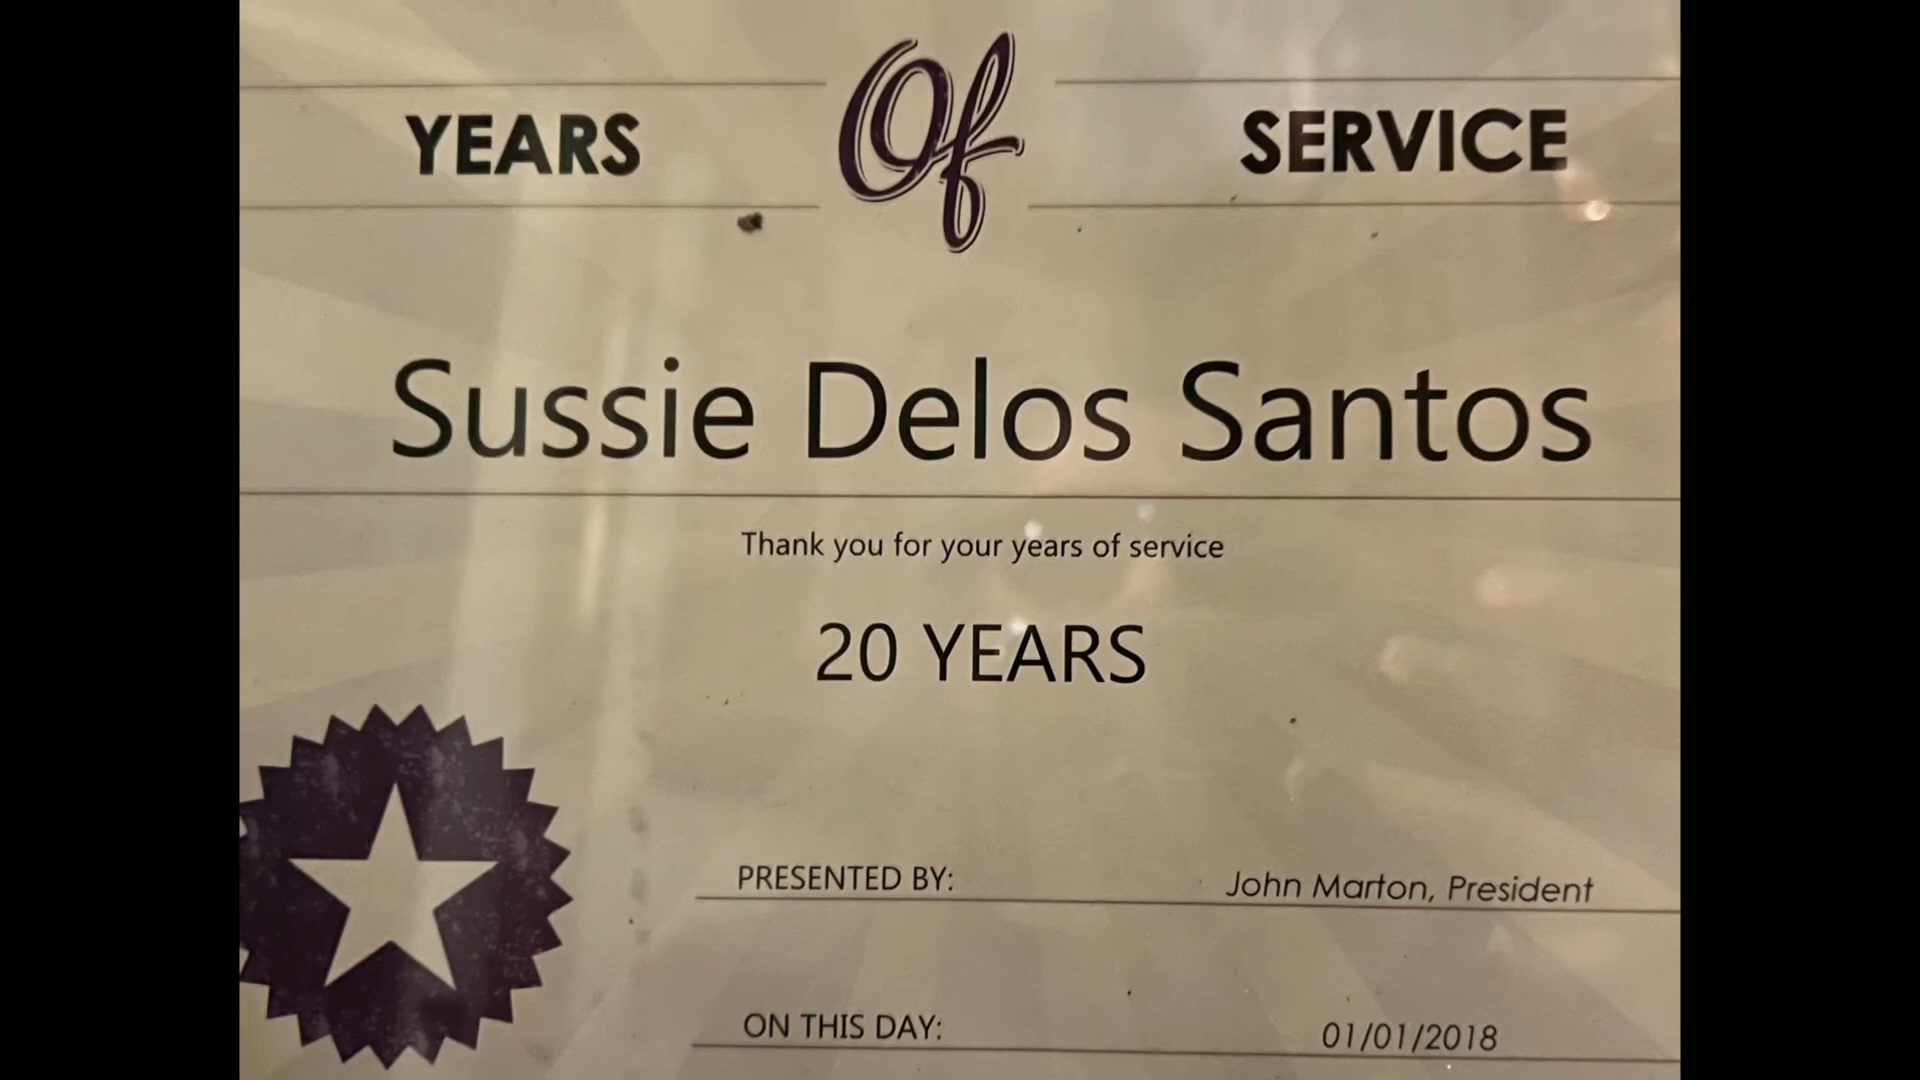 YEARS Of SERVICE
Sussie Delos Santos
Thank you for your years of service
20 YEARS
PRESENTED BY: John Marton, President
ON THIS DAY: 01/01/2018